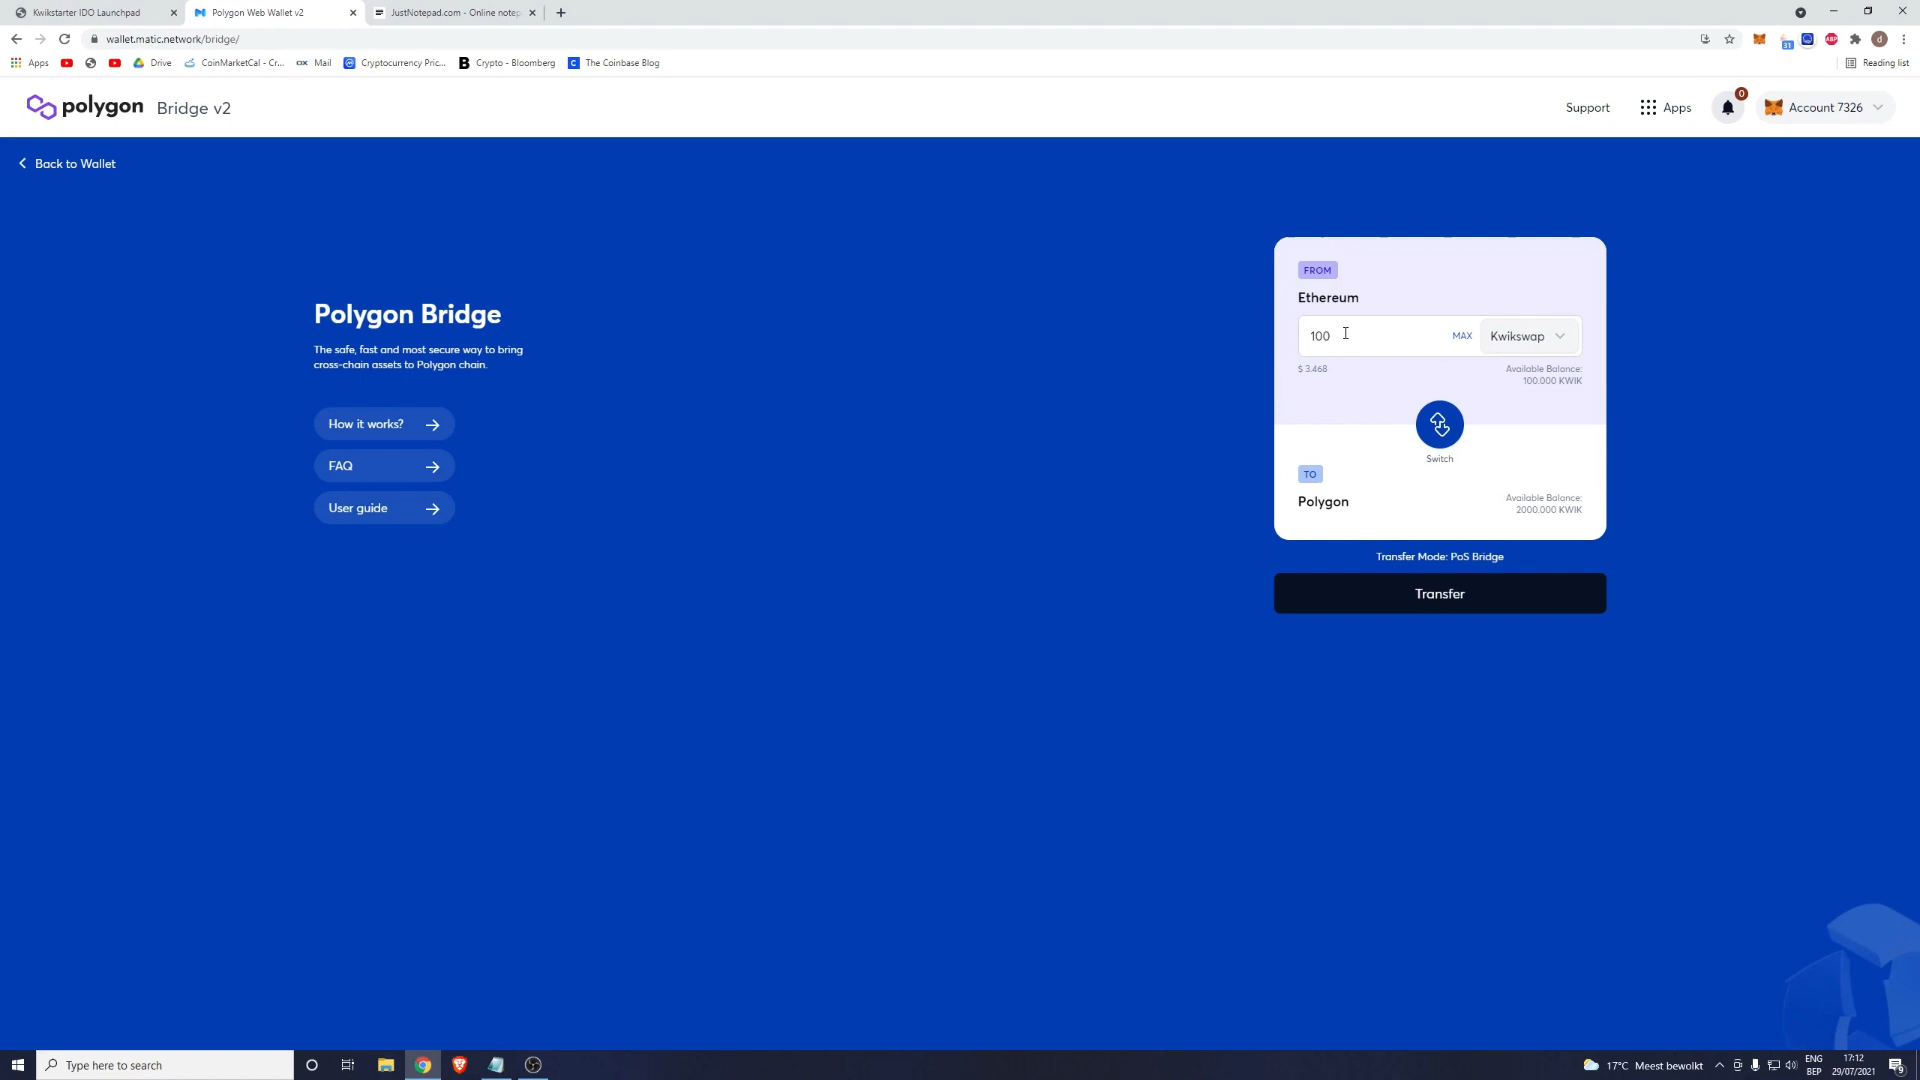 Kwikstarter IDO Launchpad
Polygon Web Wallet v2
JustNotepad.com - Online notep
wallet.matic.network/bridge/
Apps
Drive
CoinMarketCal - Cr...
Mail
Cryptocurrency Pric...
Crypto - Bloomberg
The Coinbase Blog
31
ABP
d
Reading list
polygon Bridge v2
Support
Apps
0
Account 7326
Back to Wallet
Polygon Bridge
The safe, fast and most secure way to bring
cross-chain assets to Polygon chain.
How it works?
FAQ
User guide
FROM
Ethereum
100 MAX Kwikswap
$ 3.468
Available Balance:
100.000 KWIK
Switch
TO
Polygon
Available Balance:
2000.000 KWIK
Transfer Mode: PoS Bridge
Transfer
Type here to search
17°C Meest bewolkt
ENG
BEP
17:12
29/07/2021
9